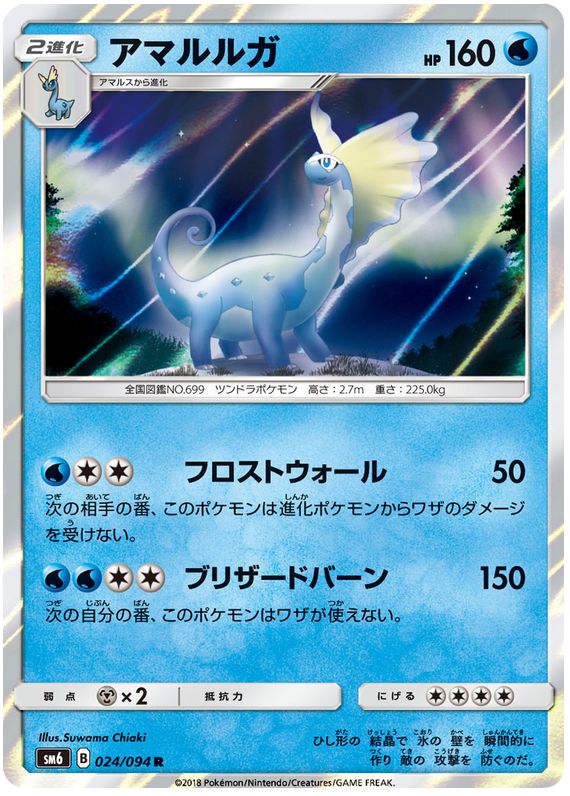 2進化
アマルルガ
HP160
アマルスから進化
全国図鑑NO.699 ツンドラポケモン 高さ：2.7m 重さ：225.0kg
フロストウォール 50
次の相手の番、このポケモンは進化ポケモンからワザのダメージ
を受けない。
ブリザードバーン 150
次の自分の番、このポケモンはワザが使えない。
弱点 ×2 抵抗力 にげる
Illus.Suwama Chiaki
ひし形の 結晶で 氷の 壁を 瞬間的に
作り 敵の 攻撃を 防ぐのだ。
SM6 B 024/094 R
©2018 Pokémon/Nintendo/Creatures/GAME FREAK.